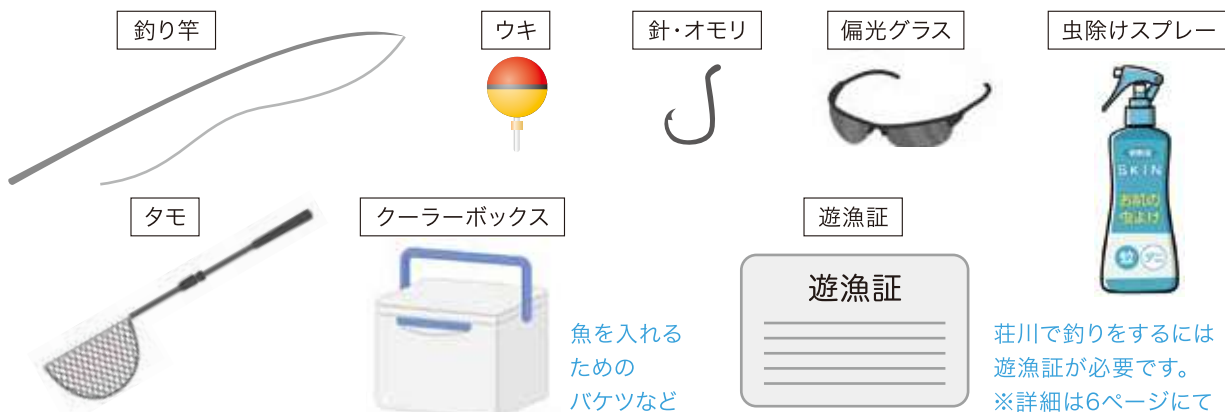 釣り竿
ウキ
針・オモリ
偏光グラス
虫除けスプレー
SKIN
お肌の
虫よけ
蚊
ダニ
タモ
クーラーボックス
魚を入れる
ための
バケツなど
遊漁証
遊漁証
荘川で釣りをするには
遊漁証が必要です。
※詳細は6ページにて